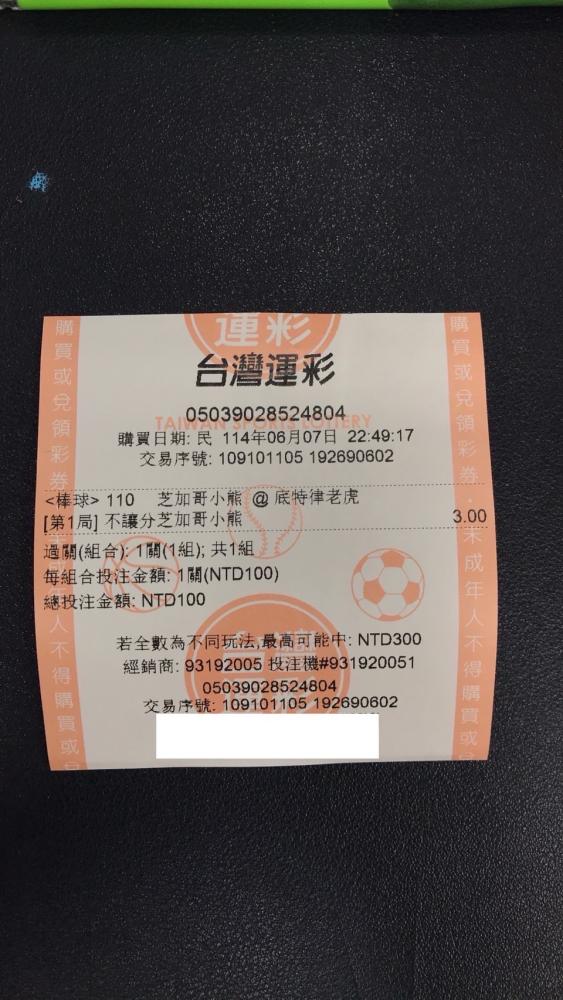 運彩
台灣運彩
05039028524804
TAIWAN SPORTS LOTTERY
購買日期: 民 114年06月07日 22:49:17
交易序號: 109101105 192690602
<棒球> 110 芝加哥小熊 @ 底特律老虎
[第1局] 不讓分芝加哥小熊 3.00
過關(組合): 1關(1組); 共1組
每組合投注金額: 1關(NTD100)
總投注金額: NTD100
若全數為不同玩法,最高可能中: NTD300
經銷商: 93192005 投注機#931920051
05039028524804
交易序號: 109101105 192690602
購買或兌領彩券
人不得購買或
購買或兌領彩券・未成年人不得購買或